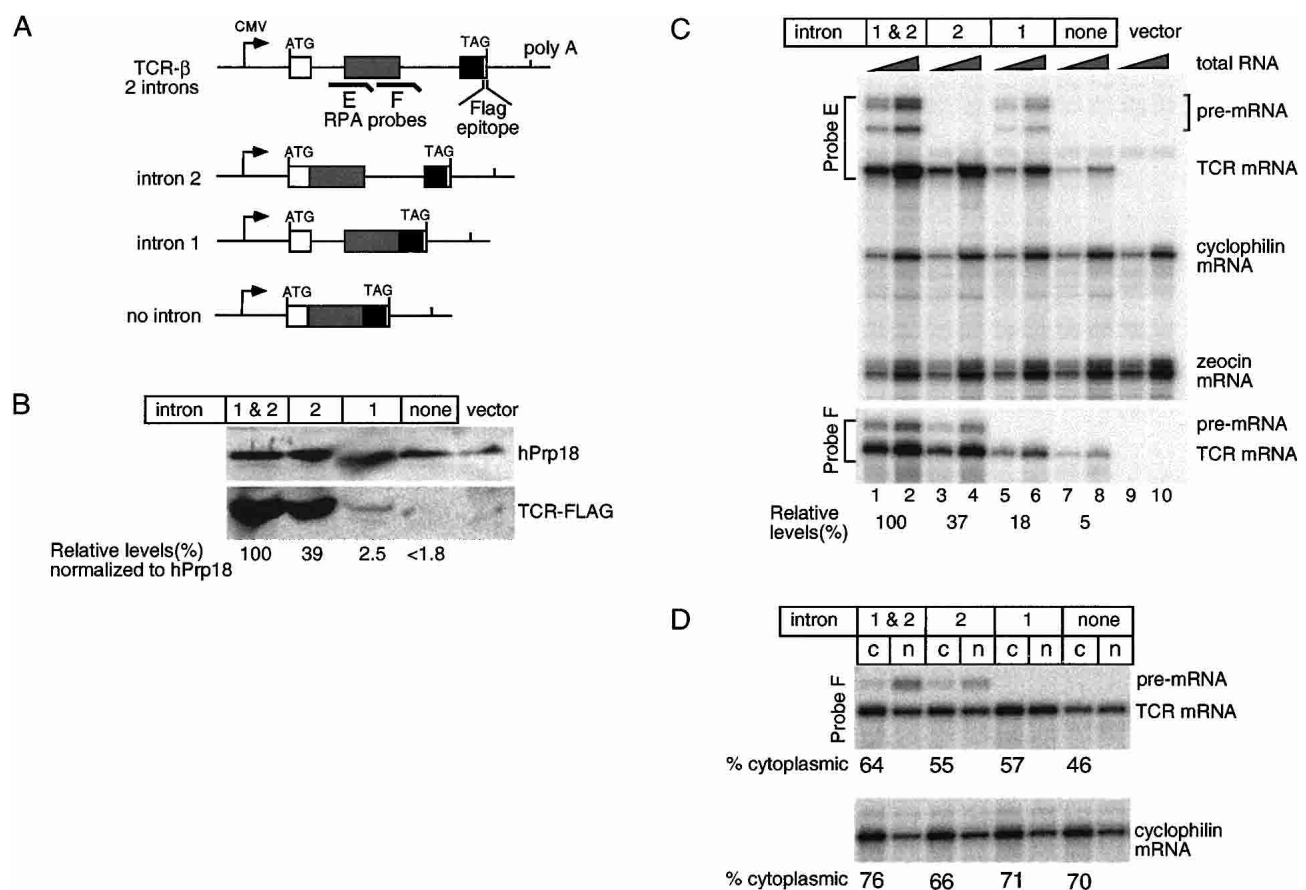 A
CMV
ATG
TAG
poly A
TCR-β
2 introns
E
F
RPA probes
Flag
epitope
ATG
TAG
intron 2
ATG
TAG
intron 1
ATG
TAG
no intron
B
intron 1 & 2 2 1 none vector
hPrp18
TCR-FLAG
Relative levels(%) 100 39 2.5 <1.8
normalized to hPrp18
C
intron 1 & 2 2 1 none vector
total RNA
Probe E
pre-mRNA
TCR mRNA
cyclophilin
mRNA
zeocin
mRNA
Probe F
pre-mRNA
TCR mRNA
1 2 3 4 5 6 7 8 9 10
Relative
levels(%) 100 37 18 5
D
intron 1 & 2 2 1 none
c n c n c n c n
Probe F
pre-mRNA
TCR mRNA
% cytoplasmic 64 55 57 46
cyclophilin
mRNA
% cytoplasmic 76 66 71 70